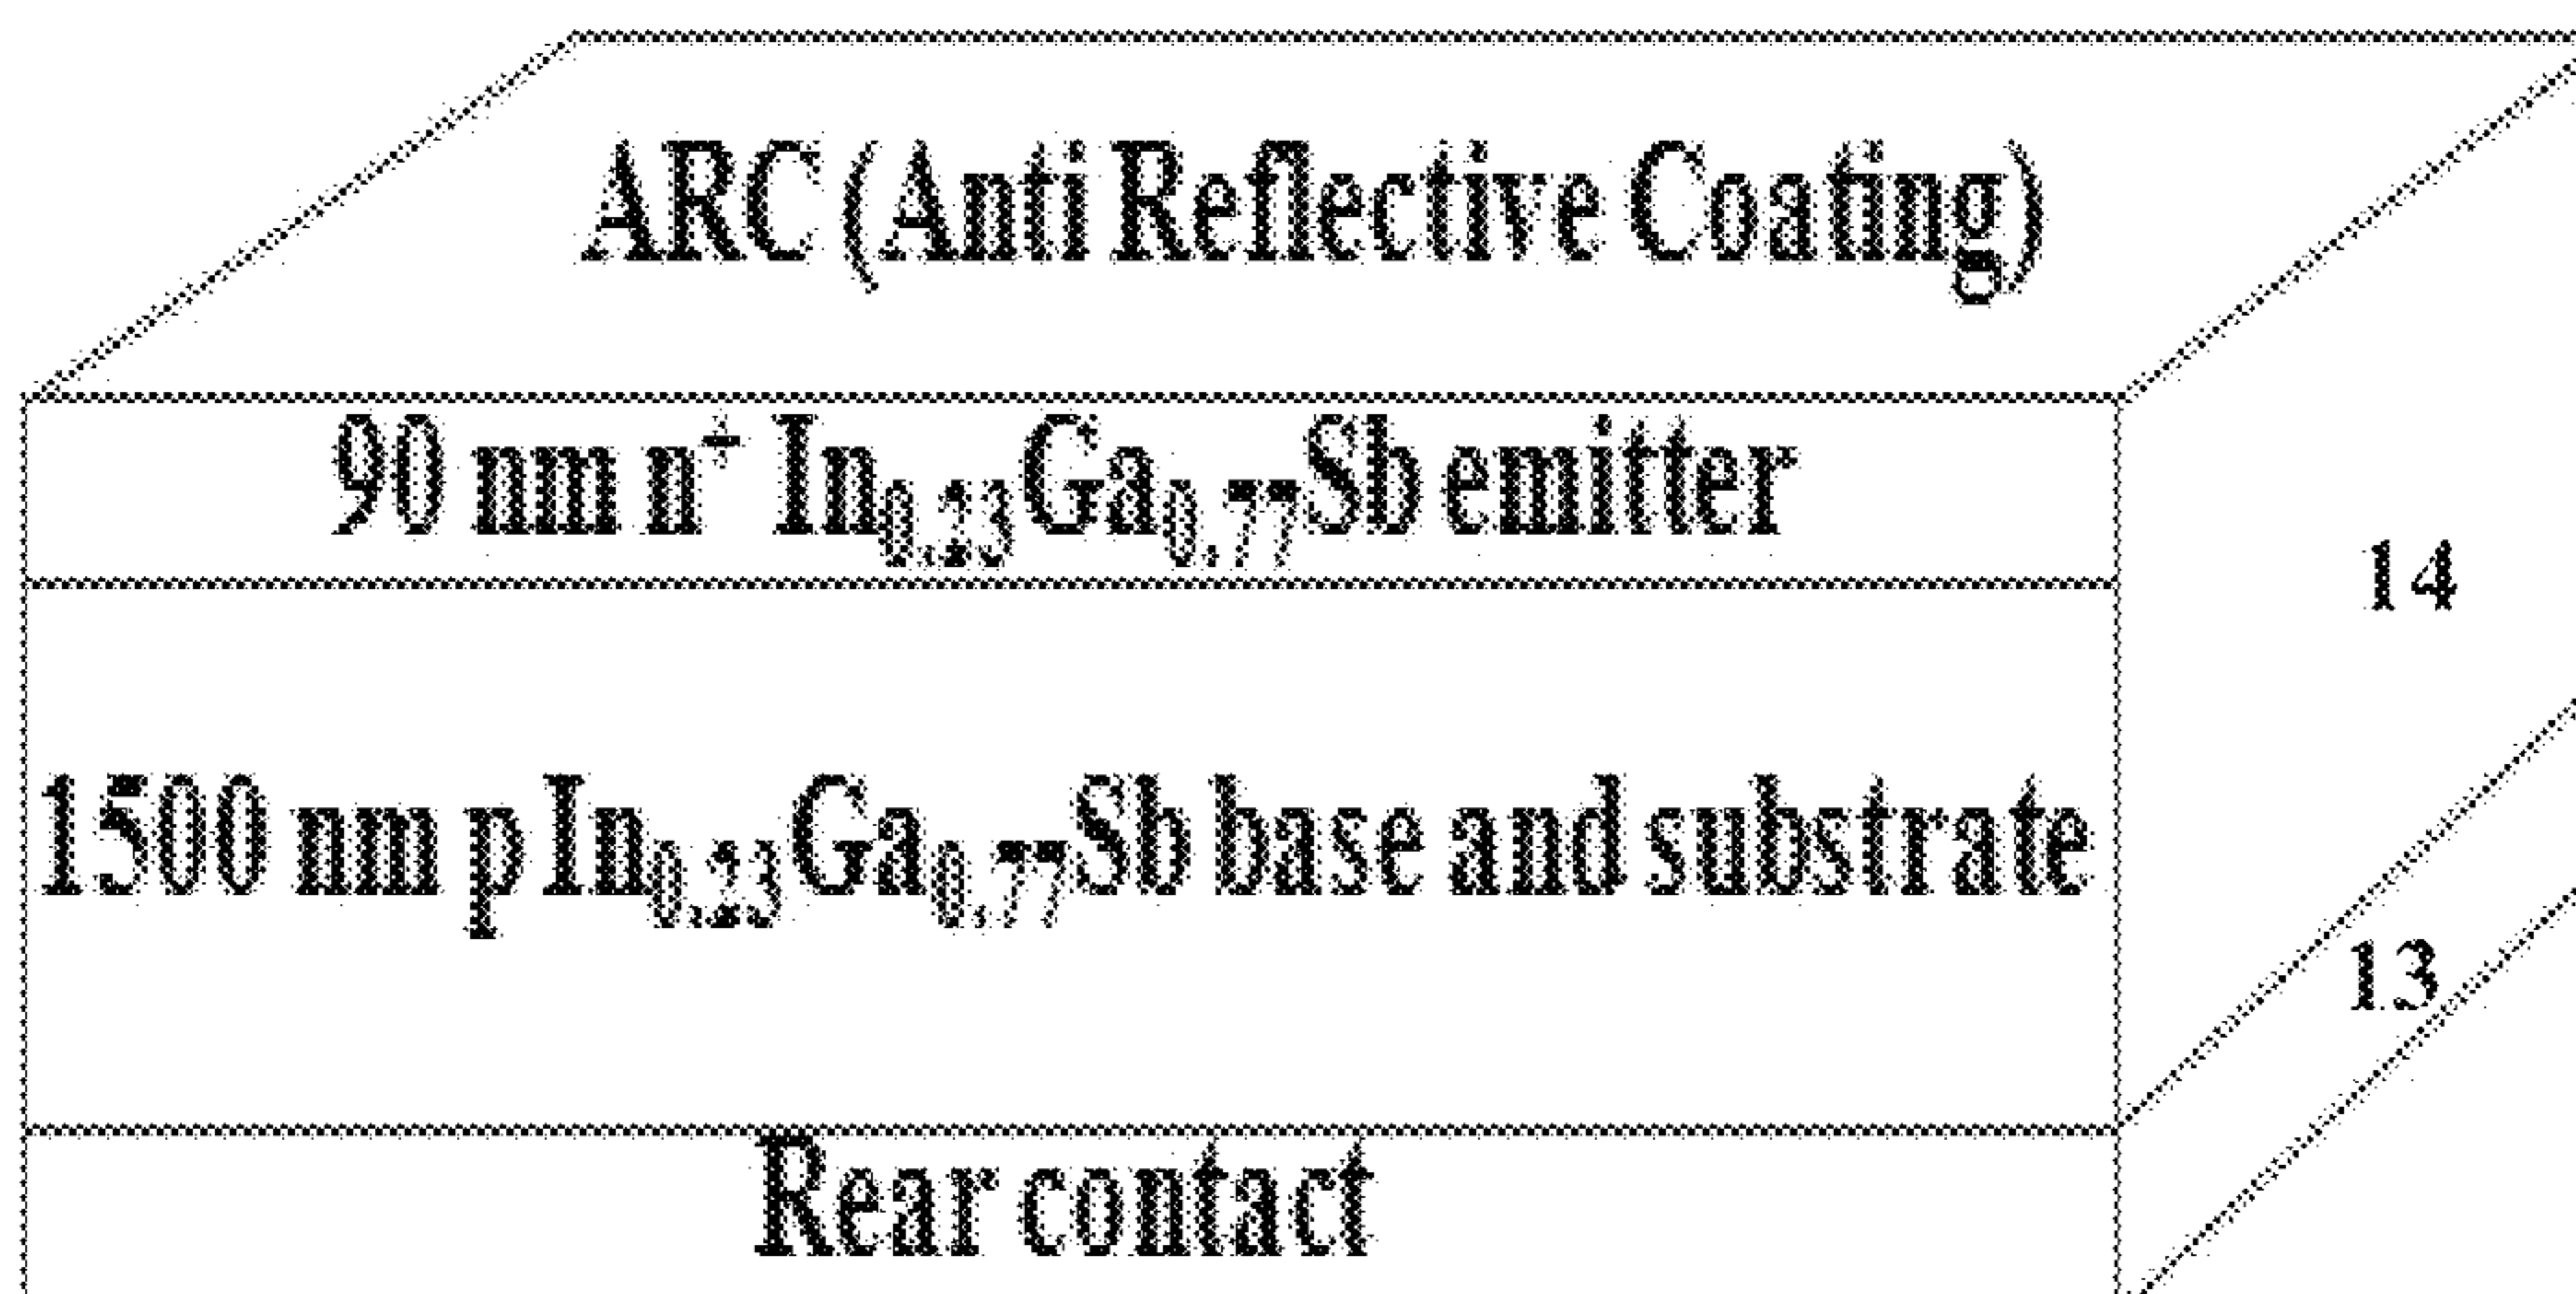 ARC (Anti Reflective Coating)
90 nm n⁺ In₀.₂₃Ga₀.₇₇Sb emitter
14
1500 nm p In₀.₂₃Ga₀.₇₇Sb base and substrate
13
Rear contact